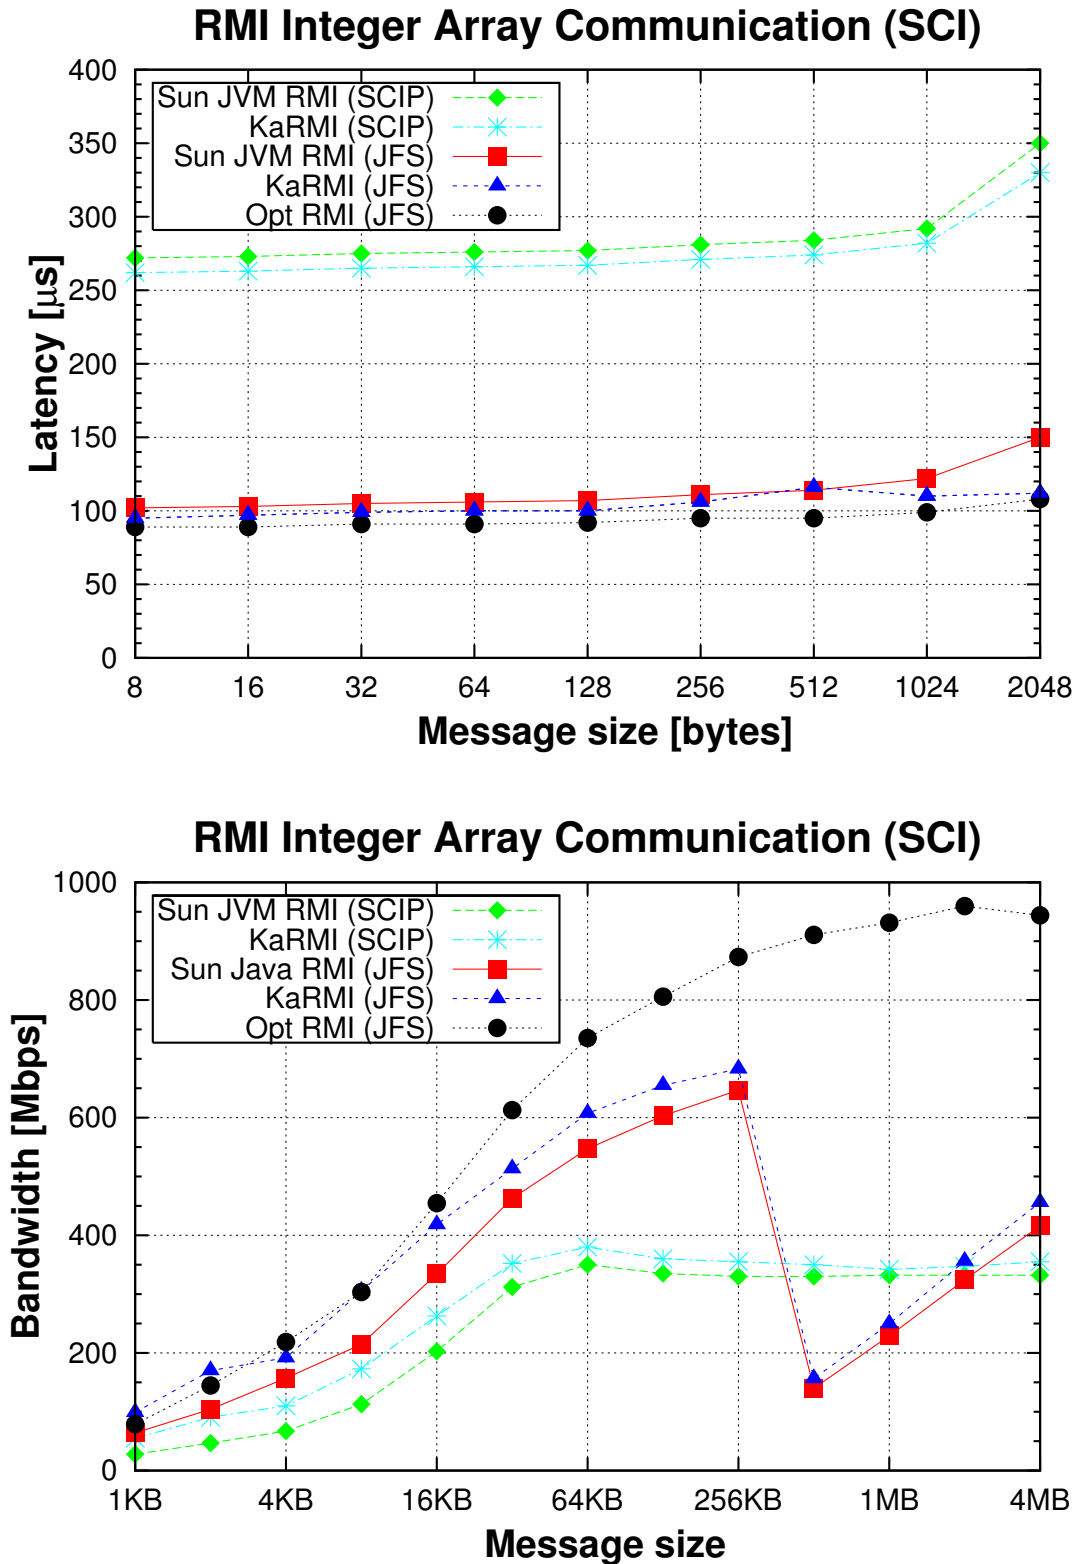 RMI Integer Array Communication (SCI)
400
350
300
250
200
150
100
50
0
Latency [µs]
Sun JVM RMI (SCIP)
KaRMI (SCIP)
Sun JVM RMI (JFS)
KaRMI (JFS)
Opt RMI (JFS)
8 16 32 64 128 256 512 1024 2048
Message size [bytes]
RMI Integer Array Communication (SCI)
1000
800
600
400
200
0
Bandwidth [Mbps]
Sun JVM RMI (SCIP)
KaRMI (SCIP)
Sun Java RMI (JFS)
KaRMI (JFS)
Opt RMI (JFS)
1KB 4KB 16KB 64KB 256KB 1MB 4MB
Message size